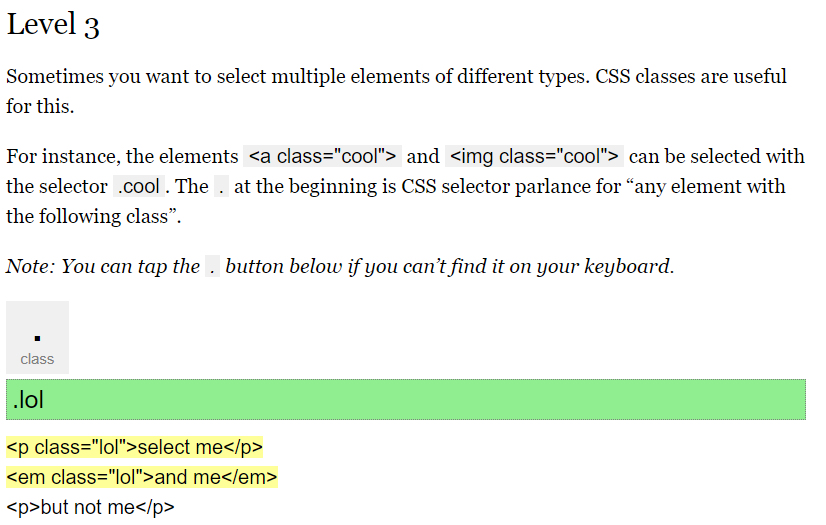 Level 3
Sometimes you want to select multiple elements of different types. CSS classes are useful
for this.
For instance, the elements <a class="cool"> and <img class="cool"> can be selected with
the selector .cool. The . at the beginning is CSS selector parlance for “any element with
the following class”.
Note: You can tap the . button below if you can’t find it on your keyboard.
.
class
.lol
<p class="lol">select me</p>
<em class="lol">and me</em>
<p>but not me</p>